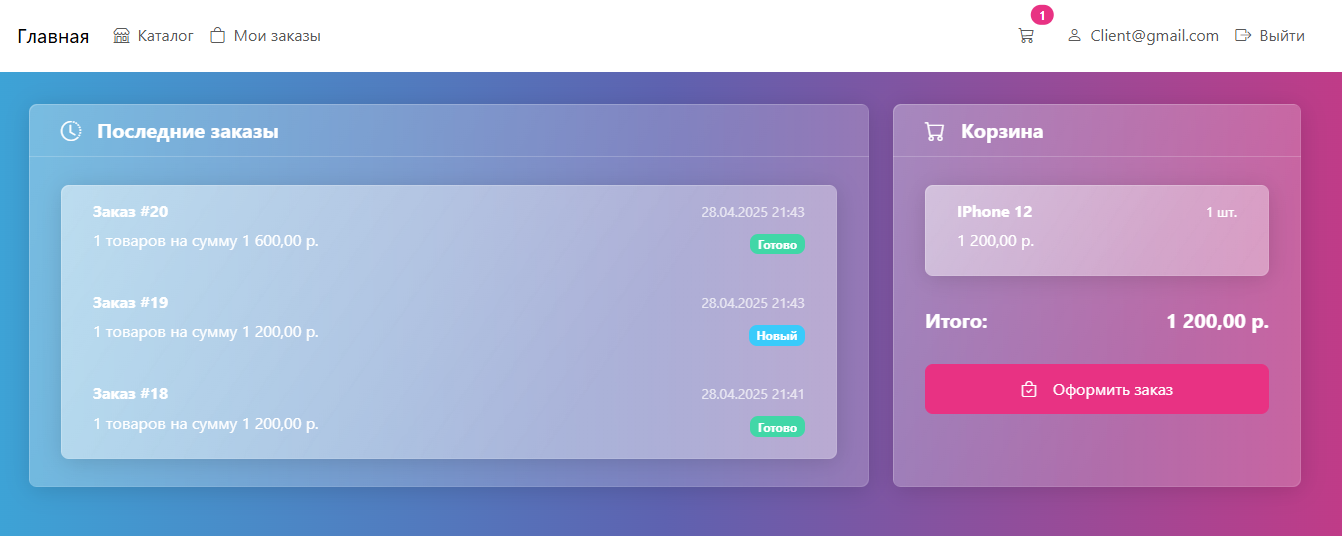 Главная Каталог Мои заказы 1 Client@gmail.com Выйти
Последние заказы
Заказ #20 28.04.2025 21:43
1 товаров на сумму 1 600,00 р. Готово
Заказ #19 28.04.2025 21:43
1 товаров на сумму 1 200,00 р. Новый
Заказ #18 28.04.2025 21:41
1 товаров на сумму 1 200,00 р. Готово
Корзина
IPhone 12 1 шт.
1 200,00 р.
Итого: 1 200,00 р.
Оформить заказ